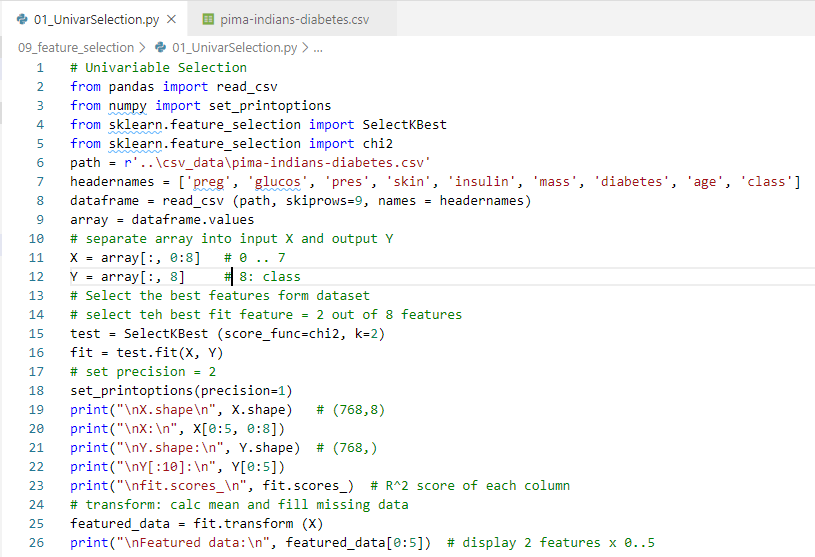 01_UnivarSelection.py × pima-indians-diabetes.csv
09_feature_selection > 01_UnivarSelection.py > ...
1 # Univariable Selection
2 from pandas import read_csv
3 from numpy import set_printoptions
4 from sklearn.feature_selection import SelectKBest
5 from sklearn.feature_selection import chi2
6 path = r'..\csv_data\pima-indians-diabetes.csv'
7 headernames = ['preg', 'glucos', 'pres', 'skin', 'insulin', 'mass', 'diabetes', 'age', 'class']
8 dataframe = read_csv (path, skiprows=9, names = headernames)
9 array = dataframe.values
10 # separate array into input X and output Y
11 X = array[:, 0:8]   # 0 .. 7
12 Y = array[:, 8]     # 8: class
13 # Select the best features form dataset
14 # select teh best fit feature = 2 out of 8 features
15 test = SelectKBest (score_func=chi2, k=2)
16 fit = test.fit(X, Y)
17 # set precision = 2
18 set_printoptions(precision=1)
19 print("\nX.shape\n", X.shape)   # (768,8)
20 print("\nX:\n", X[0:5, 0:8])
21 print("\nY.shape:\n", Y.shape)  # (768,)
22 print("\nY[:10]:\n", Y[0:5])
23 print("\nfit.scores_\n", fit.scores_)  # R^2 score of each column
24 # transform: calc mean and fill missing data
25 featured_data = fit.transform (X)
26 print("\nFeatured data:\n", featured_data[0:5])  # display 2 features x 0..5